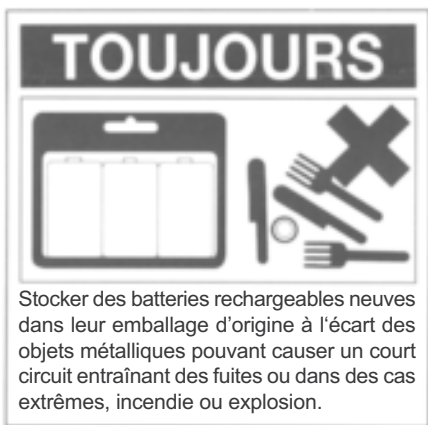 TOUJOURS
Stocker des batteries rechargeables neuves
dans leur emballage d'origine à l'écart des
objets métalliques pouvant causer un court
circuit entraînant des fuites ou dans des cas
extrêmes, incendie ou explosion.